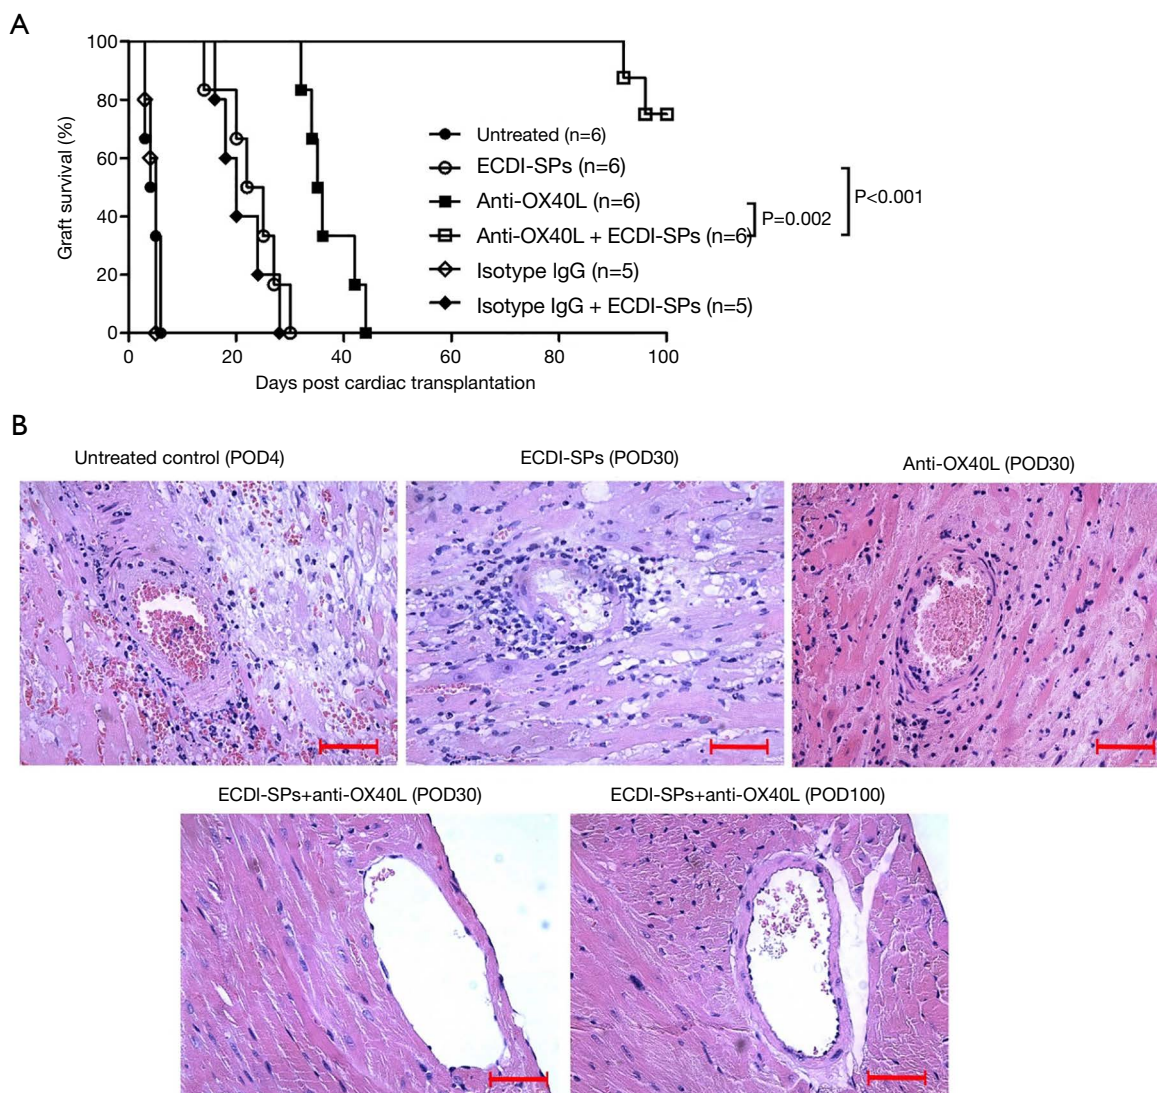 A
100
80
60
40
20
0
Graft survival (%)
0 20 40 60 80 100
Days post cardiac transplantation
Untreated (n=6)
ECDI-SPs (n=6)
Anti-OX40L (n=6)
Anti-OX40L + ECDI-SPs (n=6)
Isotype IgG (n=5)
Isotype IgG + ECDI-SPs (n=5)
P=0.002
P<0.001
B
Untreated control (POD4)
ECDI-SPs (POD30)
Anti-OX40L (POD30)
ECDI-SPs+anti-OX40L (POD30)
ECDI-SPs+anti-OX40L (POD100)